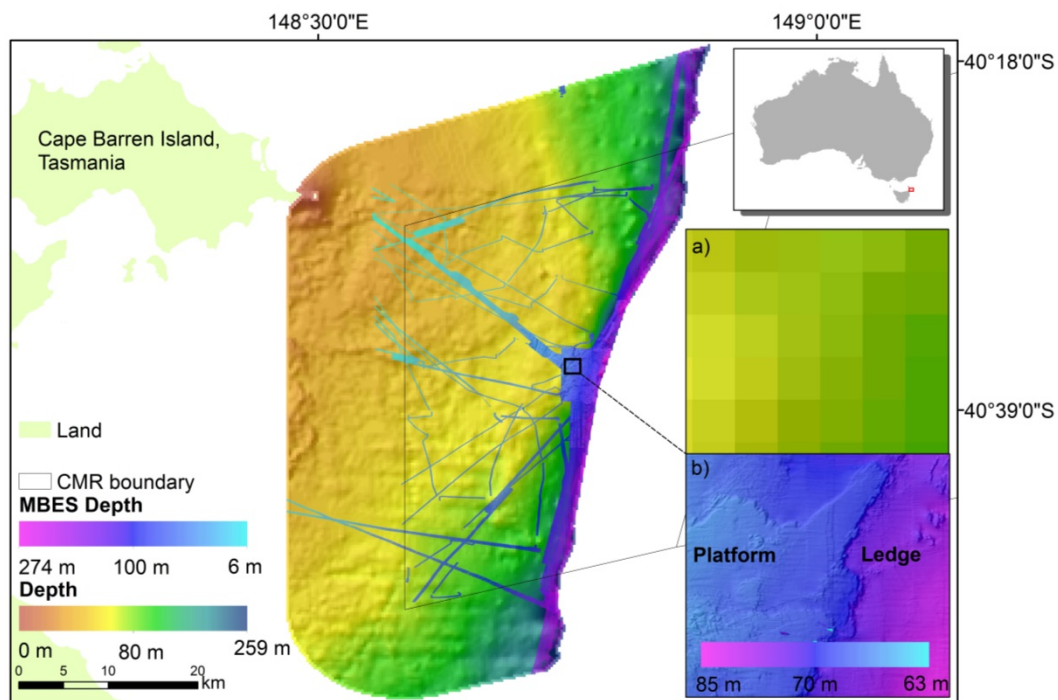 148°30'0"E
149°0'0"E
40°18'0"S
Cape Barren Island,
Tasmania
a)
40°39'0"S
Land
CMR boundary
MBES Depth
274 m 100 m 6 m
Depth
0 m 80 m 259 m
0 5 10 20
km
b)
Platform Ledge
85 m 70 m 63 m